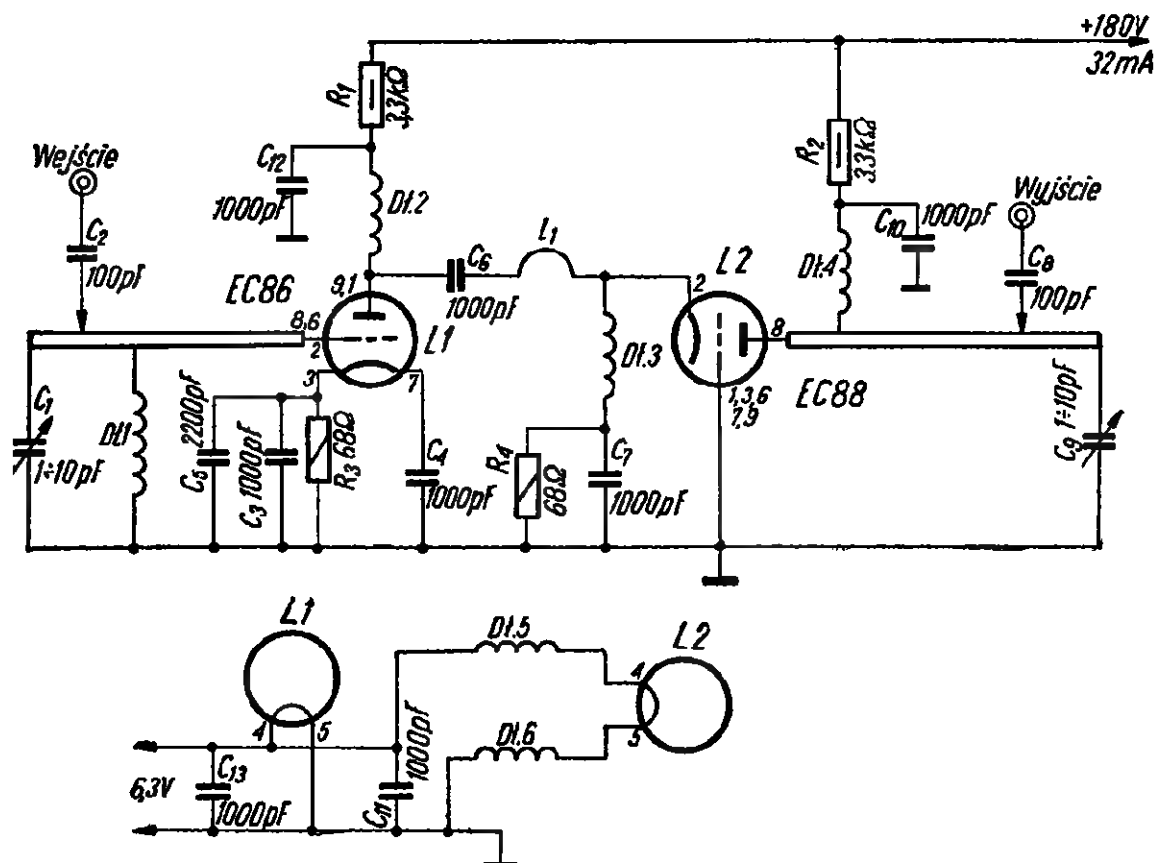 +180V
32mA
R1
3,3kΩ
C12
1000pF
Dł.2
Wejście
C2
100pF
EC86
9,1
8,6
2
L1
3
7
C6
1000pF
l1
L2
2
8
1,3,6
7,9
EC88
R2
3,3kΩ
C10
1000pF
Dł.4
Wyjście
C8
100pF
Dł.3
C1
1÷10pF
Dł.1
C5
2200pF
C3 1000pF
R3 68Ω
C4
1000pF
R4
68Ω
C7
1000pF
C9 1÷10pF
L1
4
5
Dł.5
L2
4
5
Dł.6
6,3V
C13
1000pF
C11
1000pF